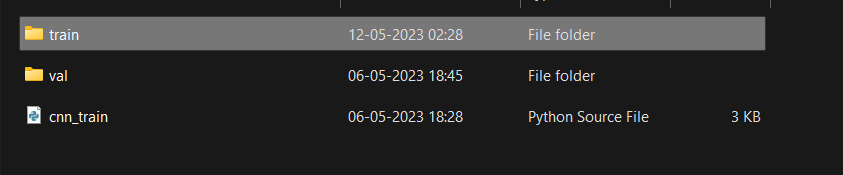 train 12-05-2023 02:28 File folder
val 06-05-2023 18:45 File folder
cnn_train 06-05-2023 18:28 Python Source File 3 KB